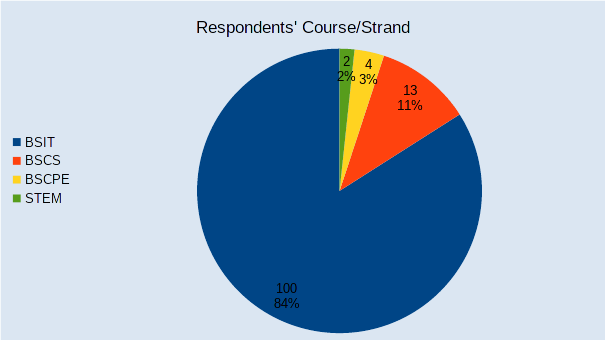 Respondents' Course/Strand
BSIT
BSCS
BSCPE
STEM
2
2%
4
3%
13
11%
100
84%